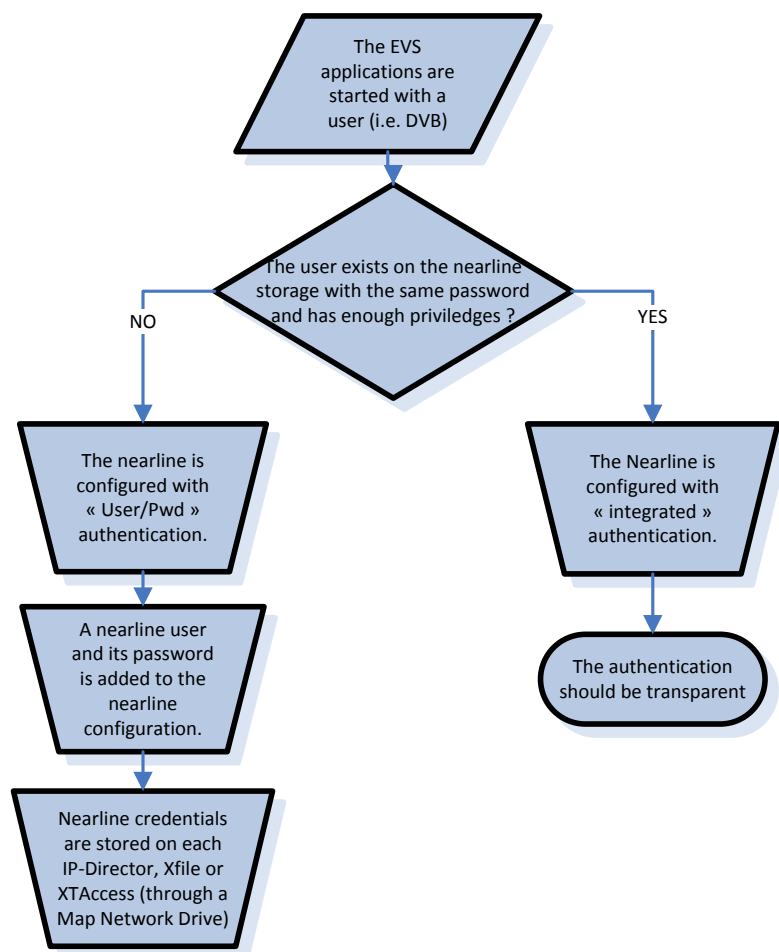 The EVS
applications are
started with a
user (i.e. DVB)
The user exists on the nearline
storage with the same password
and has enough priviledges ?
NO
YES
The nearline is
configured with
« User/Pwd »
authentication.
The Nearline is
configured with
« integrated »
authentication.
A nearline user
and its password
is added to the
nearline
configuration.
The authentication
should be transparent
Nearline credentials
are stored on each
IP-Director, Xfile or
XTAccess (through a
Map Network Drive)